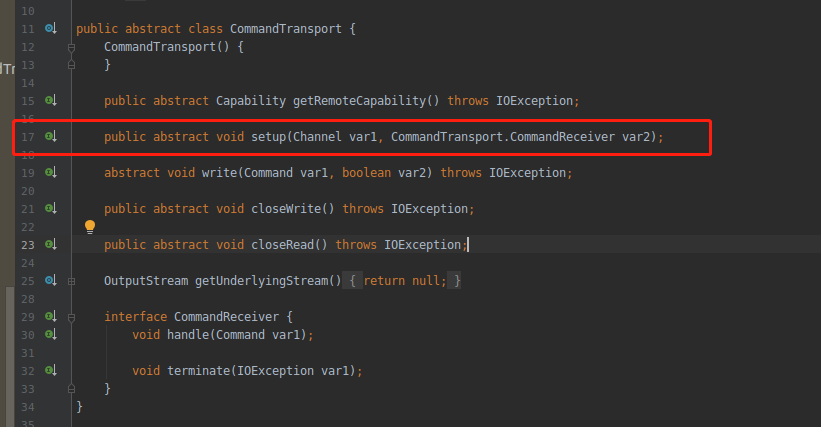 10
11 public abstract class CommandTransport {
12 CommandTransport() {
13 }
14
15 public abstract Capability getRemoteCapability() throws IOException;
16
17 public abstract void setup(Channel var1, CommandTransport.CommandReceiver var2);
18
19 abstract void write(Command var1, boolean var2) throws IOException;
20
21 public abstract void closeWrite() throws IOException;
22
23 public abstract void closeRead() throws IOException;
24
25 OutputStream getUnderlyingStream() { return null; }
28
29 interface CommandReceiver {
30 void handle(Command var1);
31
32 void terminate(IOException var1);
33 }
34 }
35